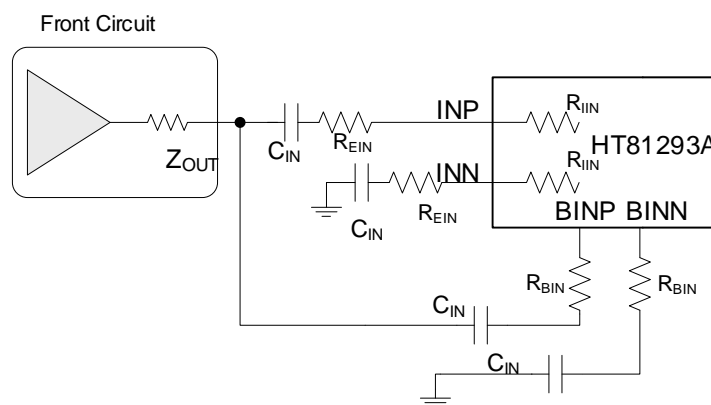 Front Circuit
ZOUT
CIN
REIN
INP
RIIN
HT81293A
CIN
REIN
INN
RIIN
BINP BINN
RBIN
RBIN
CIN
CIN